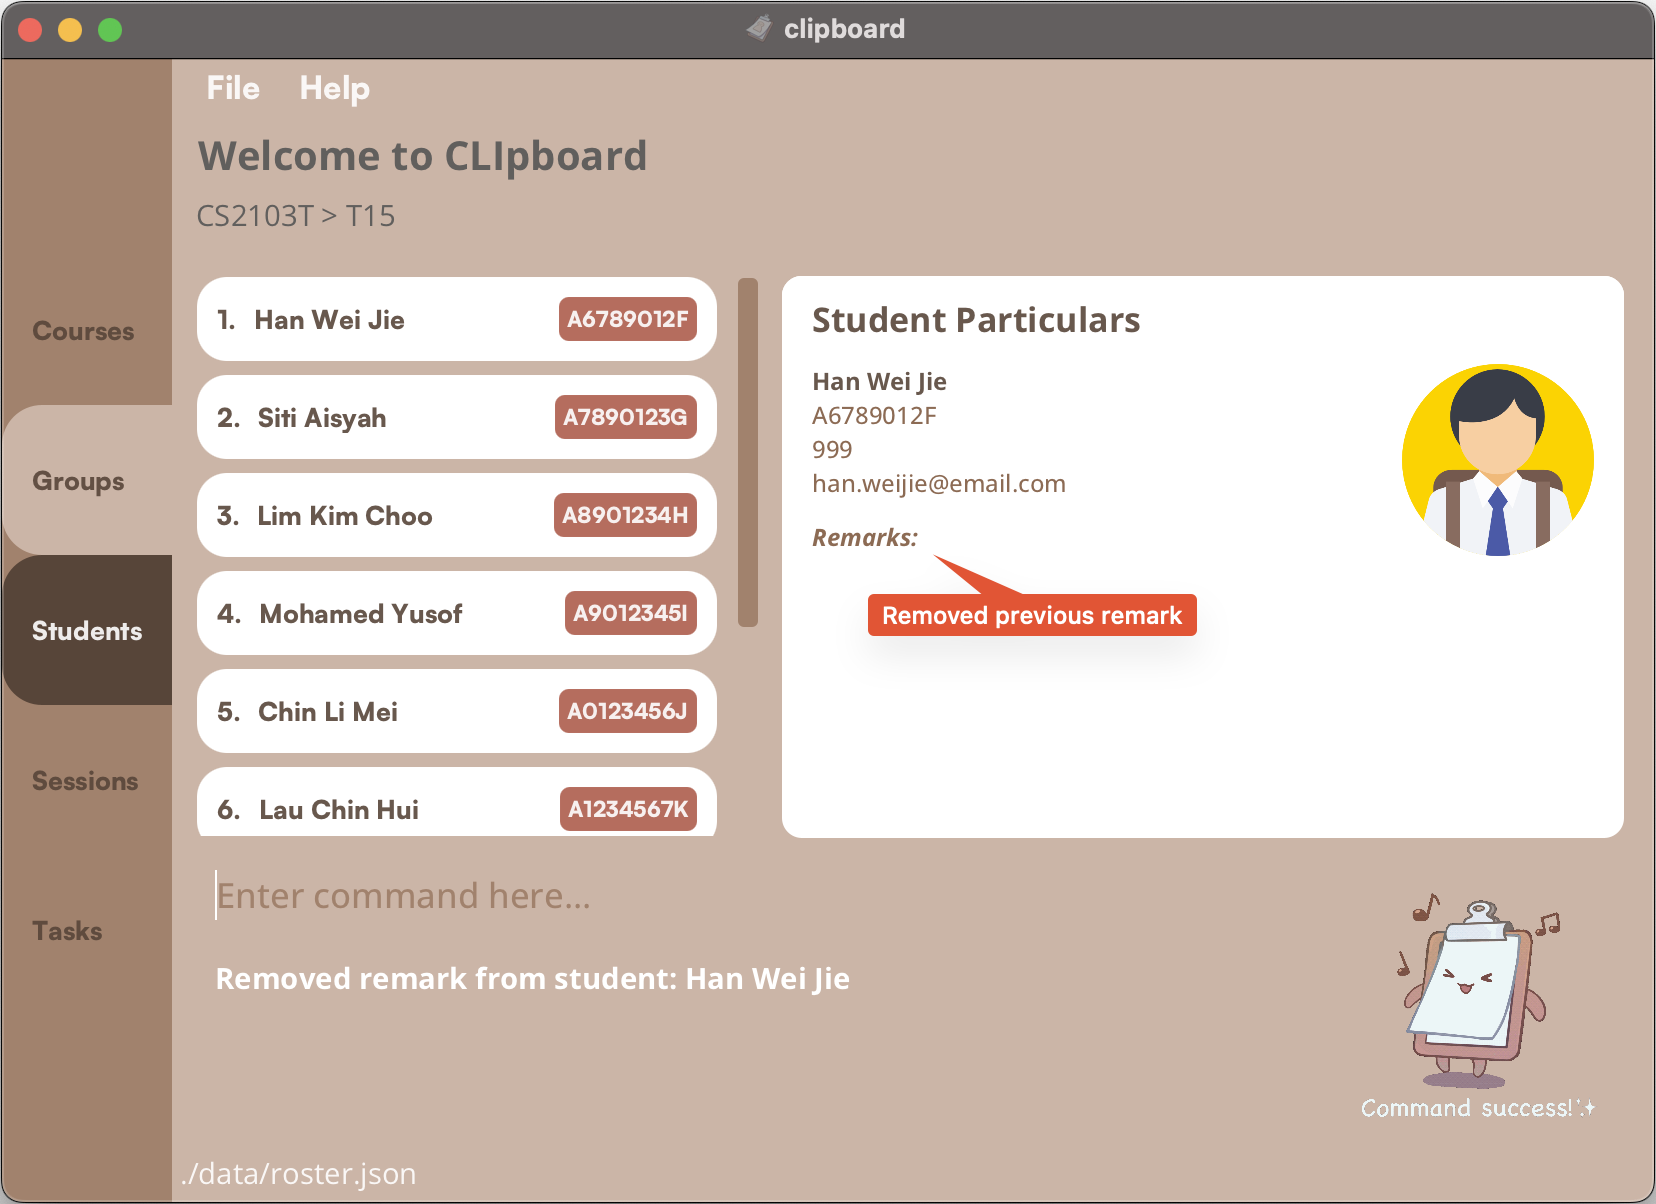 clipboard
File Help
Welcome to CLIpboard
CS2103T > T15
Courses
Groups
Students
Sessions
Tasks
1. Han Wei Jie A6789012F
2. Siti Aisyah A7890123G
3. Lim Kim Choo A8901234H
4. Mohamed Yusof A9012345I
5. Chin Li Mei A0123456J
6. Lau Chin Hui A1234567K
Student Particulars
Han Wei Jie
A6789012F
999
han.weijie@email.com
Remarks:
Removed previous remark
Enter command here...
Removed remark from student: Han Wei Jie
Command success!
./data/roster.json